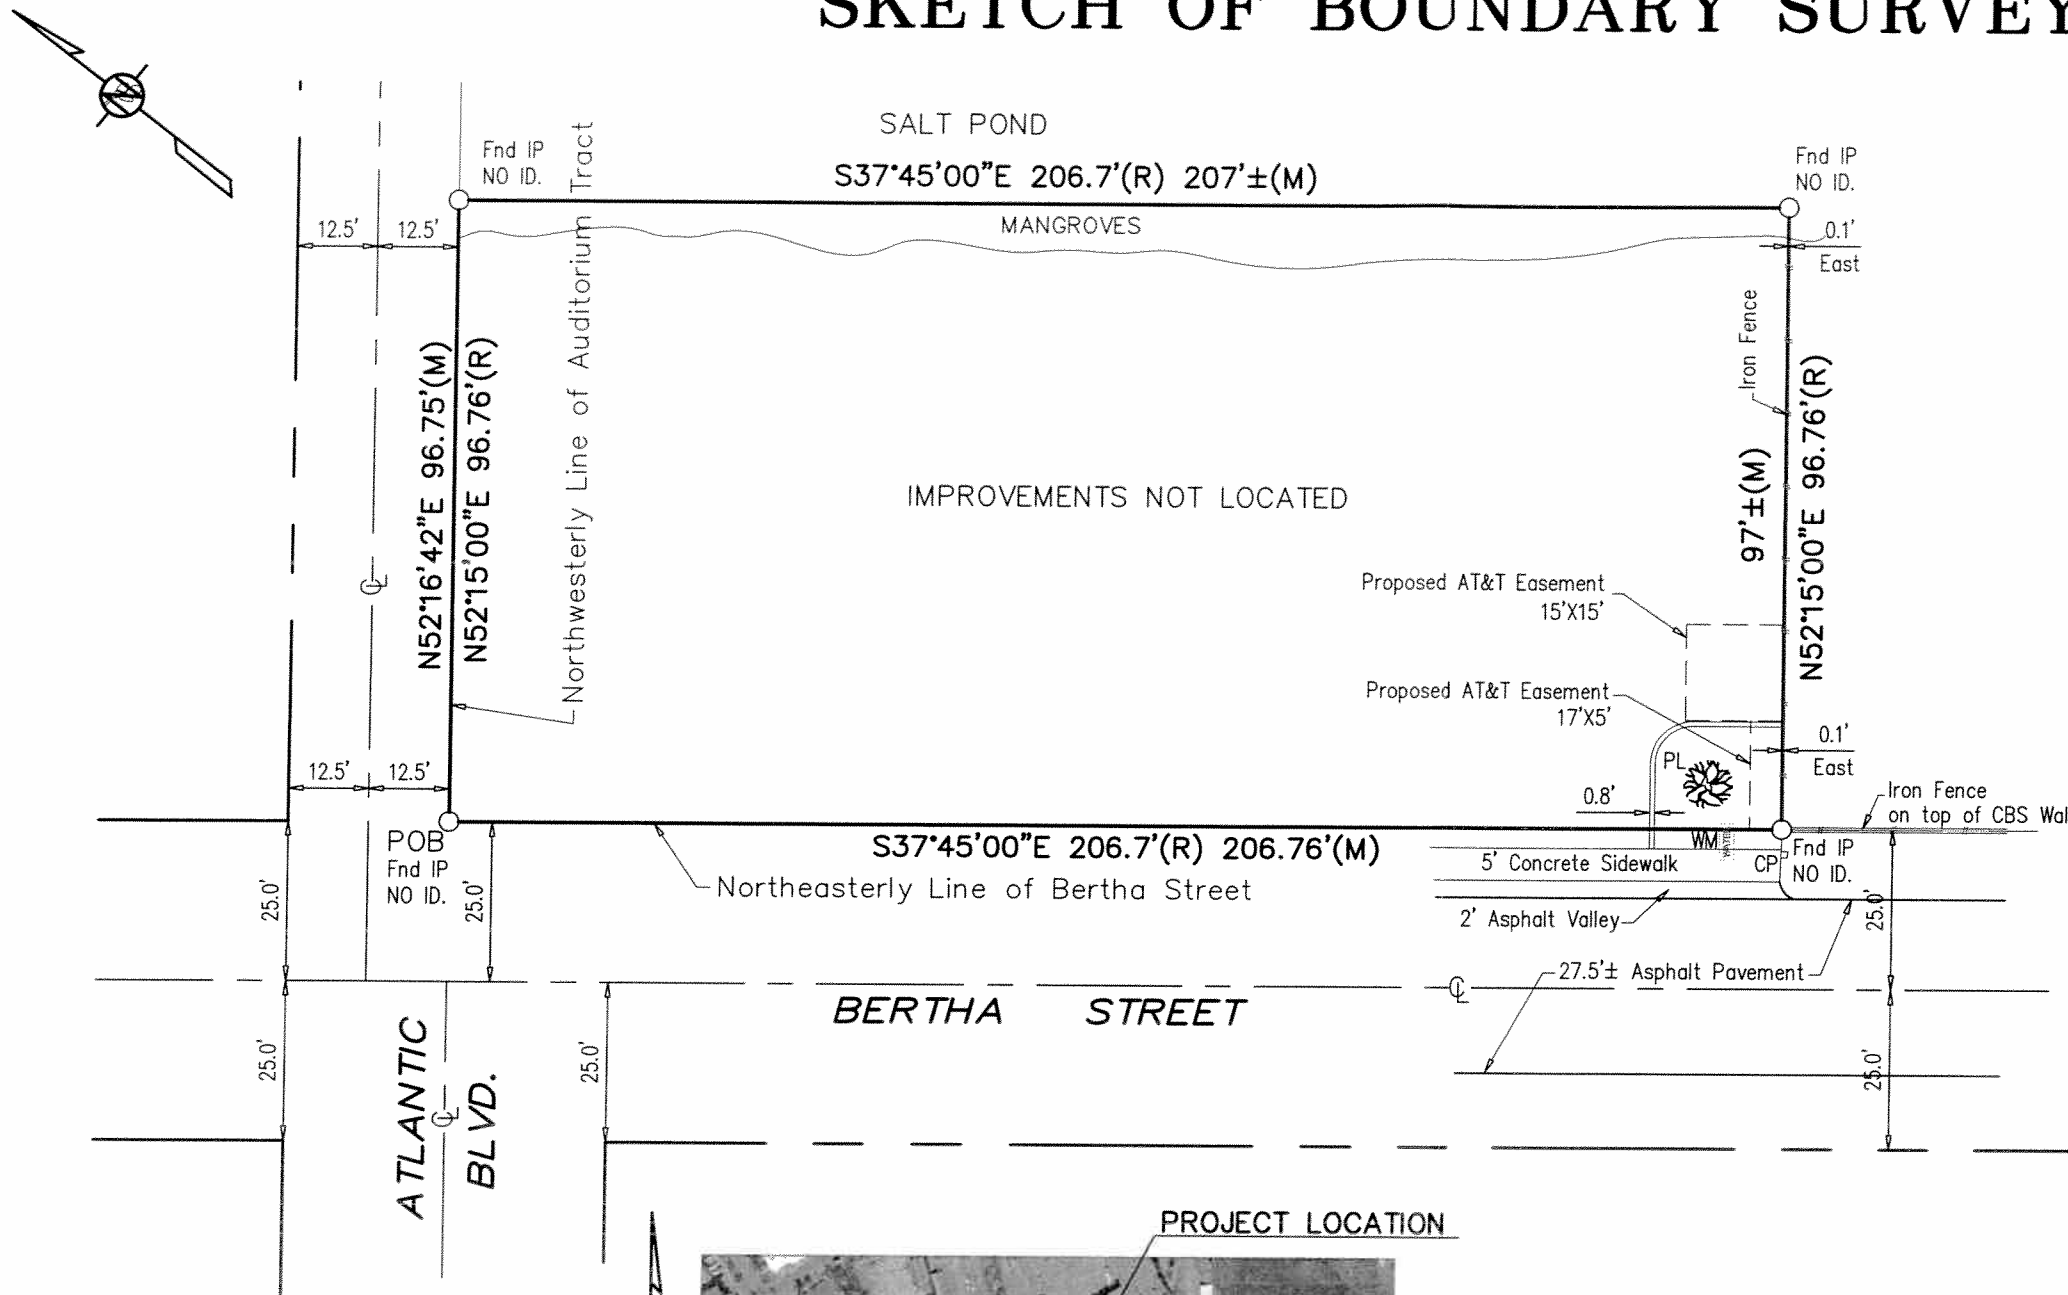 SKETCH OF BOUNDARY SURVEY
N
SALT POND
Fnd IP
NO ID.
S37°45'00"E 206.7'(R) 207'±(M)
Fnd IP
NO ID.
MANGROVES
12.5'
12.5'
0.1'
East
Northwesterly Line of Auditorium Tract
N52°16'42"E 96.75'(M)
N52°15'00"E 96.76'(R)
Iron Fence
97'±(M)
N52°15'00"E 96.76'(R)
IMPROVEMENTS NOT LOCATED
Proposed AT&T Easement
15'X15'
Proposed AT&T Easement
17'X5'
0.1'
East
PL
0.8'
12.5'
12.5'
Iron Fence
on top of CBS Wal
POB
Fnd IP
NO ID.
S37°45'00"E 206.7'(R) 206.76'(M)
Northeasterly Line of Bertha Street
WM
5' Concrete Sidewalk
CP
Fnd IP
NO ID.
2' Asphalt Valley
27.5'± Asphalt Pavement
25.0'
25.0'
25.0'
CL
CL
BERTHA STREET
25.0'
25.0'
25.0'
ATLANTIC
BLVD.
CL
PROJECT LOCATION